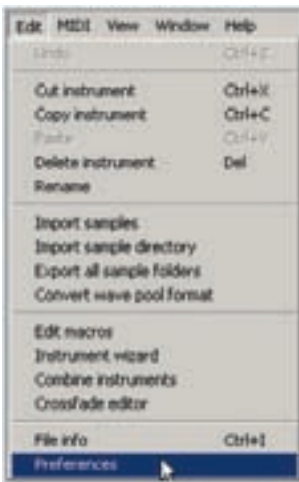 Edit MIDI View Window Help
Undo Ctrl+Z
Cut instrument Ctrl+X
Copy instrument Ctrl+C
Paste Ctrl+V
Delete instrument Del
Rename
Import samples
Import sample directory
Export all sample folders
Convert wave pool format
Edit macros
Instrument wizard
Combine instruments
Crossfade editor
File info Ctrl+I
Preferences